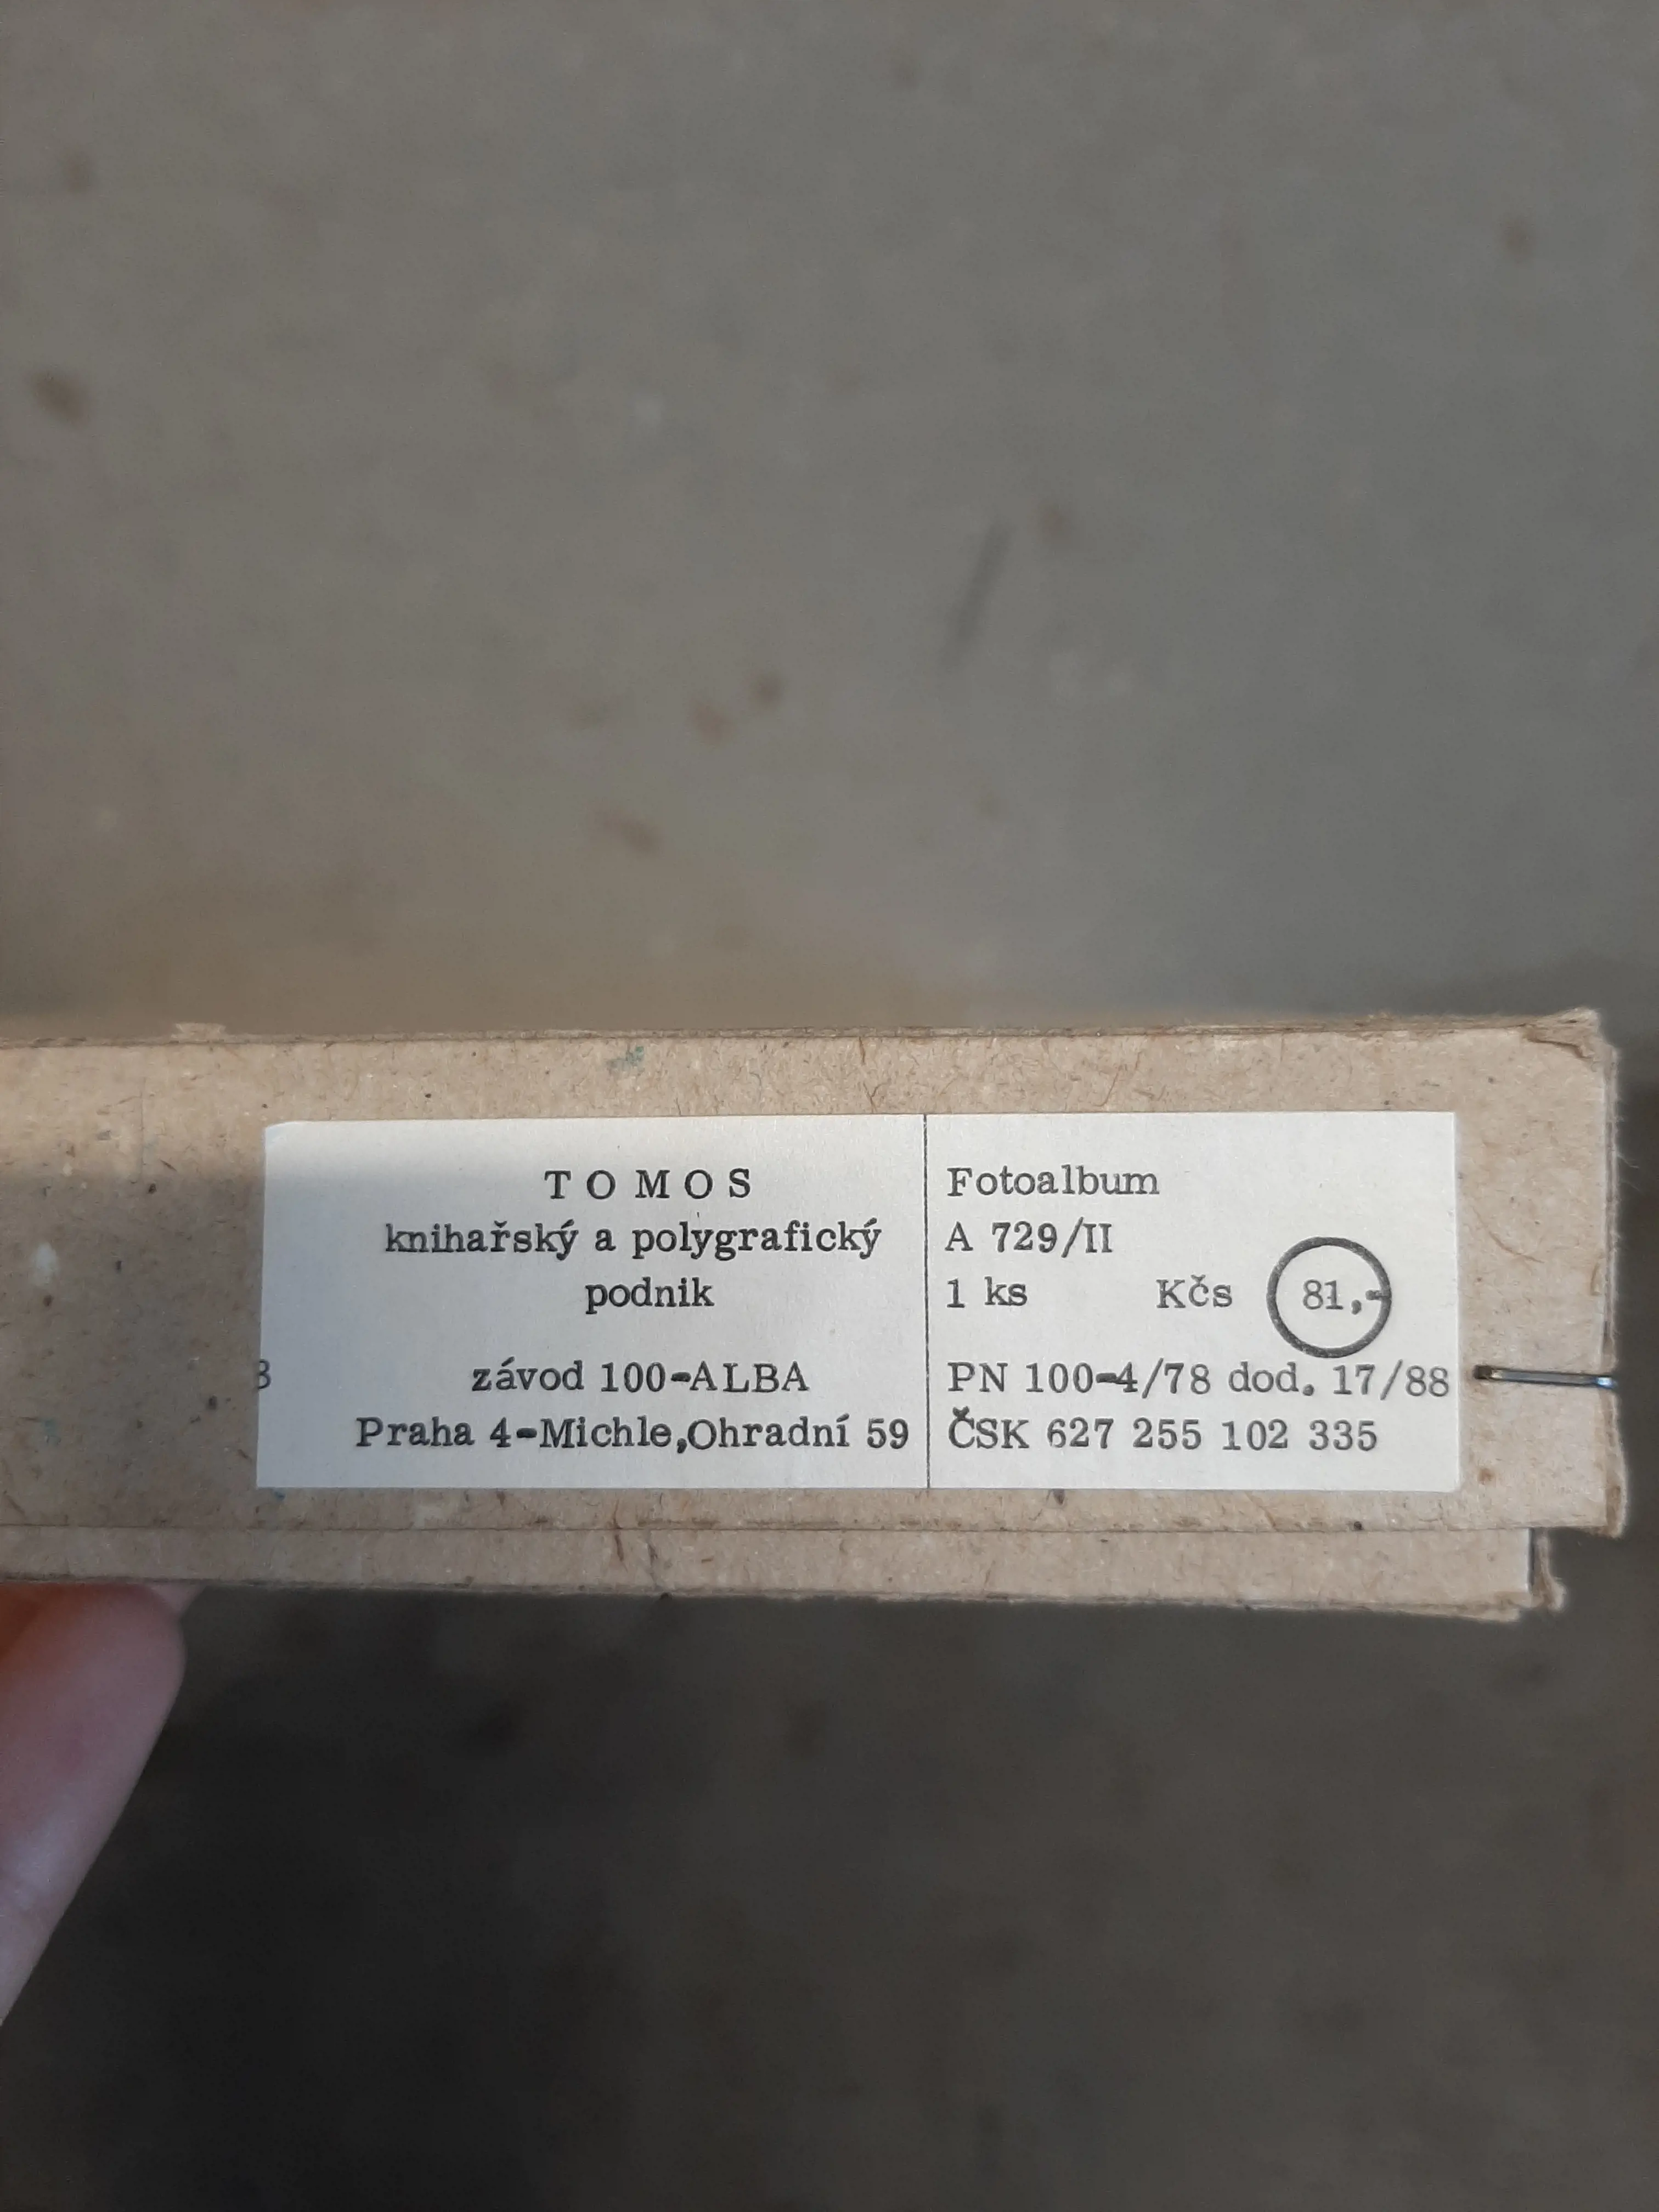 T O M O S
knihařský a polygrafický
podnik
závod 100-ALBA
Praha 4-Michle,Ohradní 59
Fotoalbum
A 729/II
1 ks Kčs 81,-
PN 100-4/78 dod. 17/88
ČSK 627 255 102 335